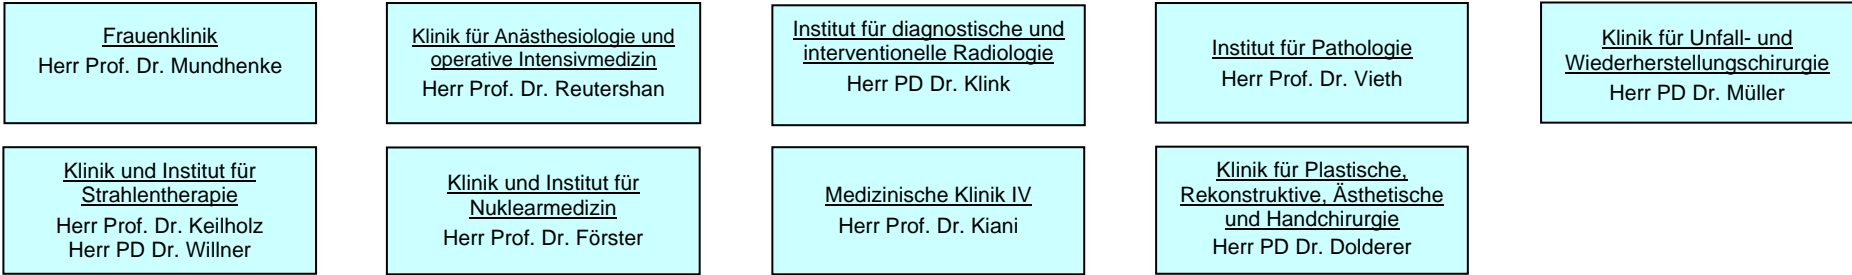 Frauenklinik
Herr Prof. Dr. Mundhenke
Klinik für Anästhesiologie und
operative Intensivmedizin
Herr Prof. Dr. Reutershan
Institut für diagnostische und
interventionelle Radiologie
Herr PD Dr. Klink
Institut für Pathologie
Herr Prof. Dr. Vieth
Klinik für Unfall- und
Wiederherstellungschirurgie
Herr PD Dr. Müller
Klinik und Institut für
Strahlentherapie
Herr Prof. Dr. Keilholz
Herr PD Dr. Willner
Klinik und Institut für
Nuklearmedizin
Herr Prof. Dr. Förster
Medizinische Klinik IV
Herr Prof. Dr. Kiani
Klinik für Plastische,
Rekonstruktive, Ästhetische
und Handchirurgie
Herr PD Dr. Dolderer